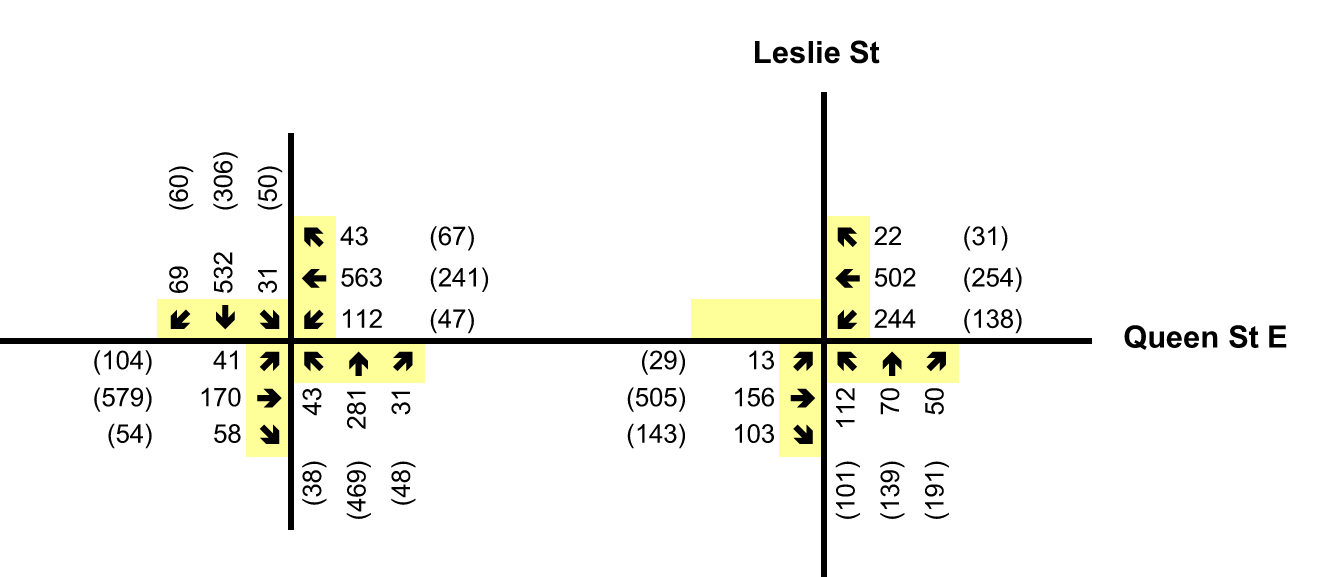 Leslie St
(60) (306) (50)
69 532 31
43 (67)
563 (241)
112 (47)
22 (31)
502 (254)
244 (138)
Queen St E
(104) 41
(579) 170
(54) 58
43 281 31
(38) (469) (48)
(29) 13
(505) 156
(143) 103
112 70 50
(101) (139) (191)